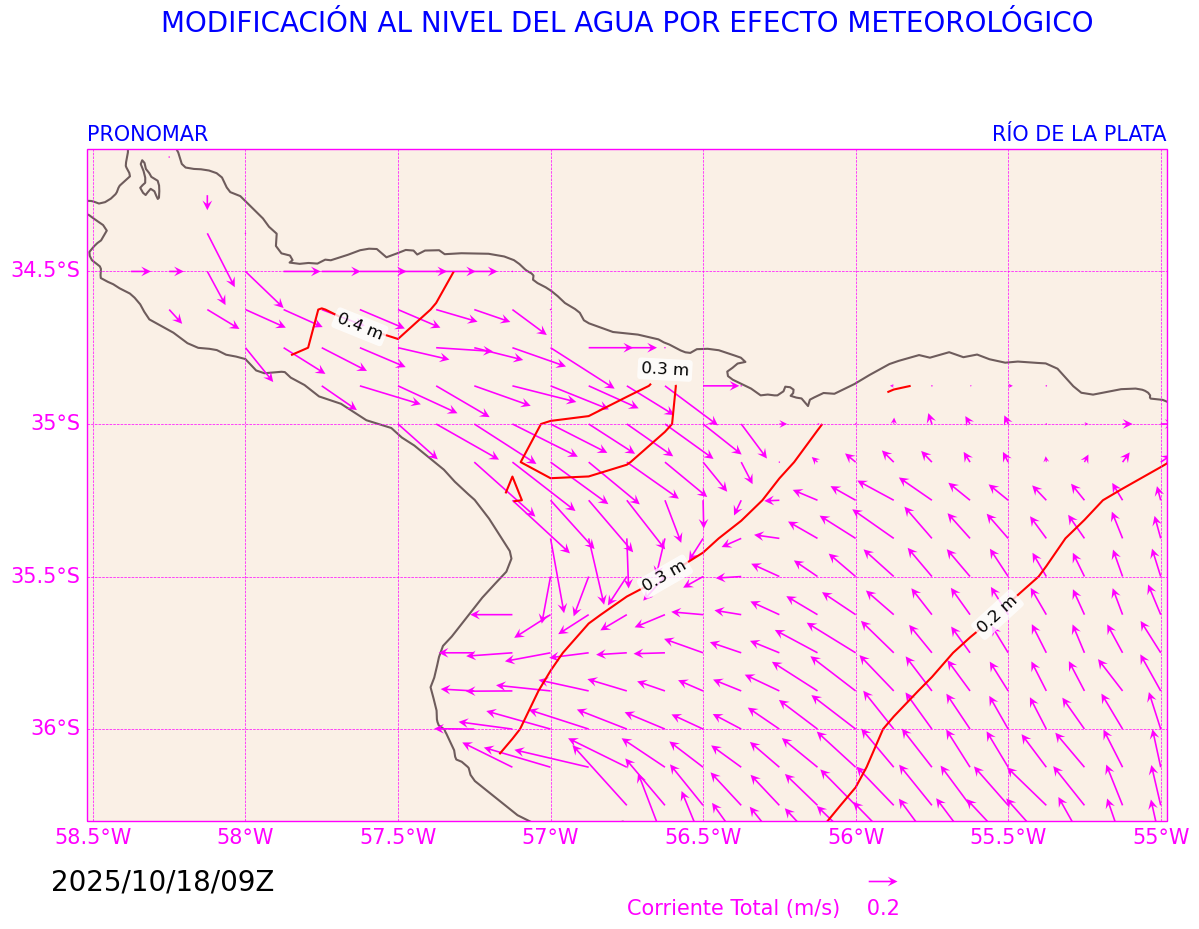 MODIFICACIÓN AL NIVEL DEL AGUA POR EFECTO METEOROLÓGICO
PRONOMAR RÍO DE LA PLATA
34.5°S
0.4 m
0.3 m
35°S
35.5°S
0.3 m
0.2 m
36°S
58.5°W 58°W 57.5°W 57°W 56.5°W 56°W 55.5°W 55°W
2025/10/18/09Z
Corriente Total (m/s) 0.2